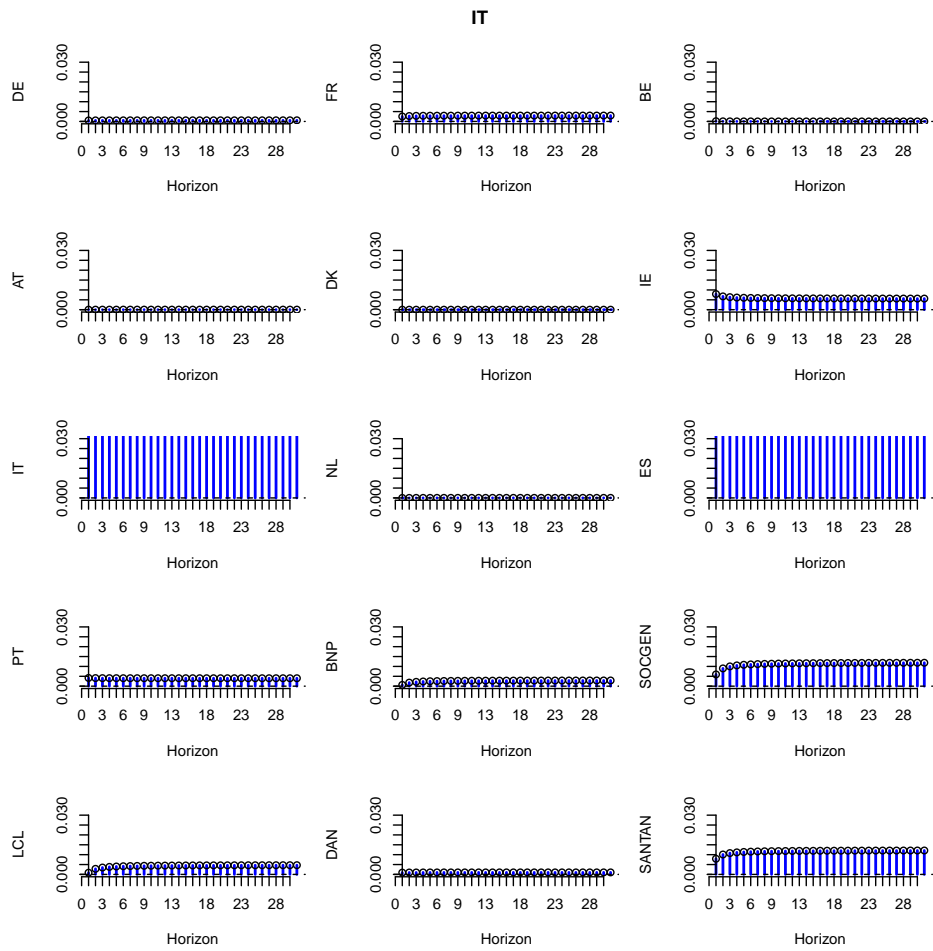 IT
DE 0.000 0.030
0 3 6 9 13 18 23 28
Horizon
FR 0.000 0.030
0 3 6 9 13 18 23 28
Horizon
BE 0.000 0.030
0 3 6 9 13 18 23 28
Horizon
AT 0.000 0.030
0 3 6 9 13 18 23 28
Horizon
DK 0.000 0.030
0 3 6 9 13 18 23 28
Horizon
IE 0.000 0.030
0 3 6 9 13 18 23 28
Horizon
IT 0.000 0.030
0 3 6 9 13 18 23 28
Horizon
NL 0.000 0.030
0 3 6 9 13 18 23 28
Horizon
ES 0.000 0.030
0 3 6 9 13 18 23 28
Horizon
PT 0.000 0.030
0 3 6 9 13 18 23 28
Horizon
BNP 0.000 0.030
0 3 6 9 13 18 23 28
Horizon
SOCGEN 0.000 0.030
0 3 6 9 13 18 23 28
Horizon
LCL 0.000 0.030
0 3 6 9 13 18 23 28
Horizon
DAN 0.000 0.030
0 3 6 9 13 18 23 28
Horizon
SANTAN 0.000 0.030
0 3 6 9 13 18 23 28
Horizon